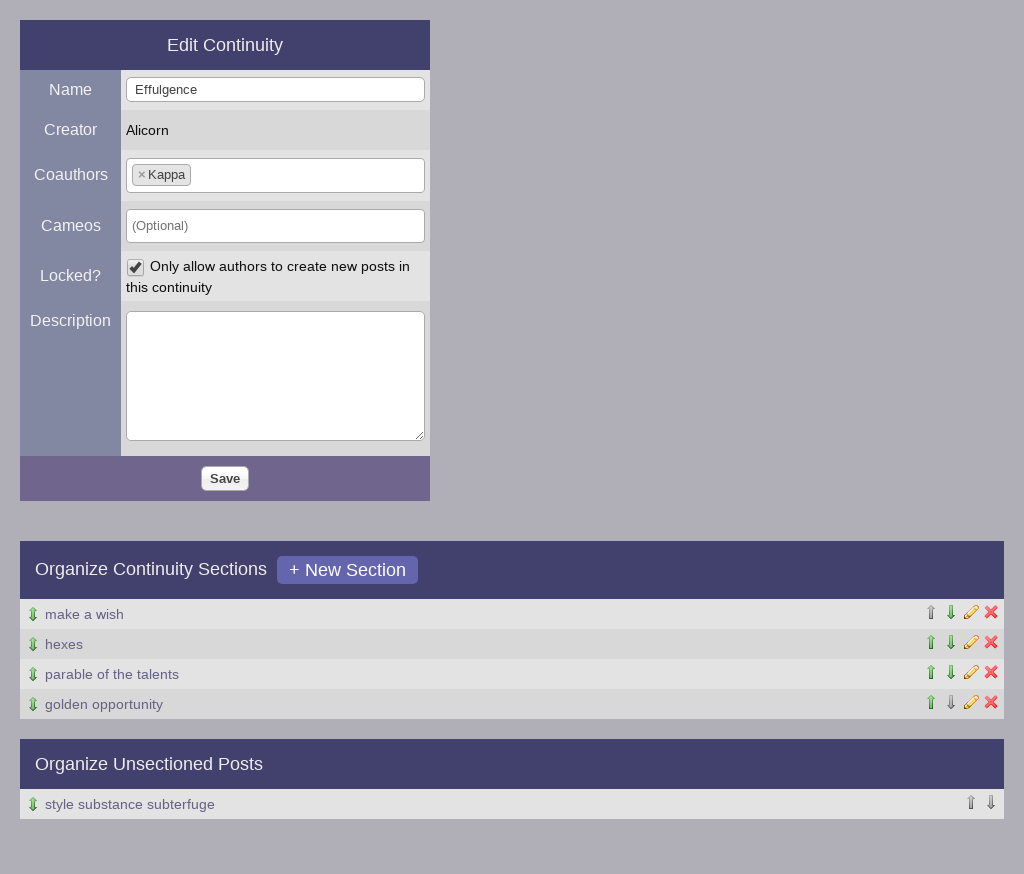 Edit Continuity
Name
Effulgence
Creator
Alicorn
Coauthors
×Kappa
Cameos
(Optional)
Locked?
Only allow authors to create new posts in
this continuity
Description
Save
Organize Continuity Sections + New Section
make a wish
hexes
parable of the talents
golden opportunity
Organize Unsectioned Posts
style substance subterfuge